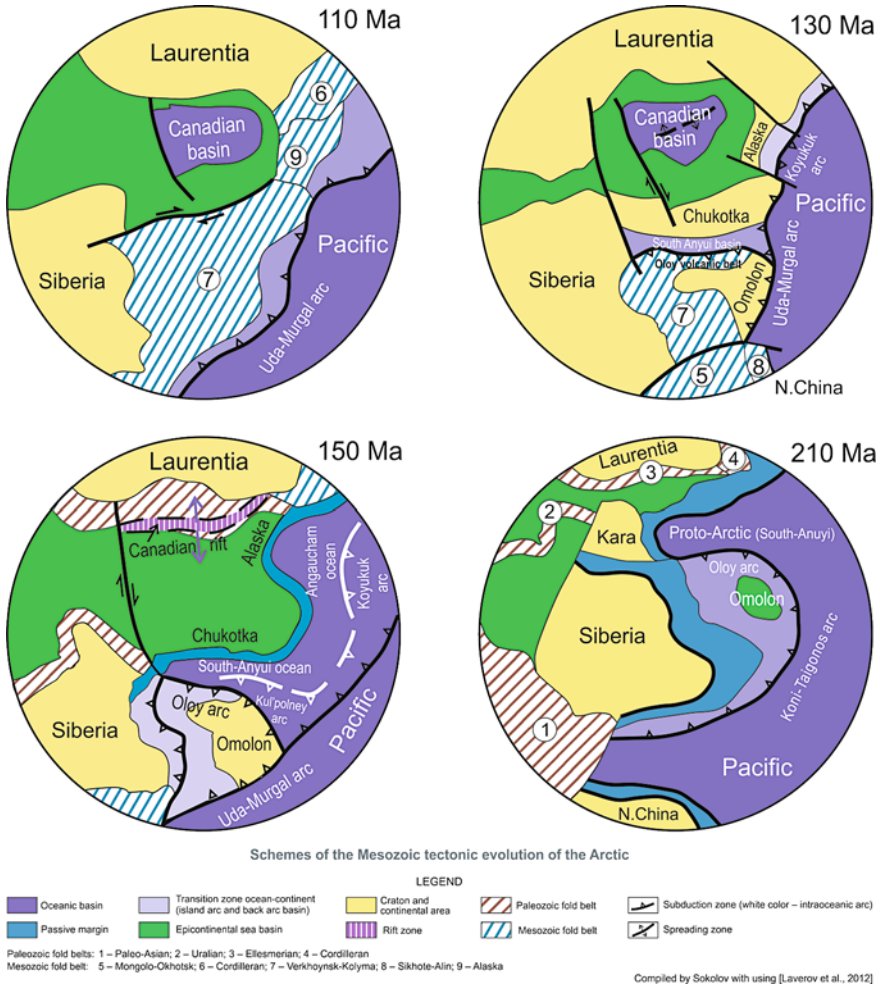 110 Ma
Laurentia
6
Canadian
basin
9
Siberia
7
Pacific
Uda-Murgal arc
130 Ma
Laurentia
Canadian
basin
Alaska
Koyukuk arc
Chukotka
Pacific
South Anyui basin
Oloy volcanic belt
Siberia
Omolon
Uda-Murgal arc
7
5
8
N.China
150 Ma
Laurentia
Canadian rift
Alaska
Angaucham
ocean
Koyukuk
arc
Chukotka
South-Anyui ocean
Kul'polney
arc
Oloy arc
Siberia
Omolon
Pacific
Uda-Murgal arc
210 Ma
Laurentia
4
3
2
Kara
Proto-Arctic (South-Anuyi)
Oloy arc
Omolon
Siberia
Koni-Taigonos arc
1
Pacific
N.China
Schemes of the Mesozoic tectonic evolution of the Arctic
LEGEND
Oceanic basin
Transition zone ocean-continent
(island arc and back arc basin)
Craton and
continental area
Paleozoic fold belt
Subduction zone (white color – intraoceanic arc)
Passive margin
Epicontinental sea basin
Rift zone
Mesozoic fold belt
Spreading zone
Paleozoic fold belts: 1 – Paleo-Asian; 2 – Uralian; 3 – Ellesmerian; 4 – Cordilleran
Mesozoic fold belt: 5 – Mongolo-Okhotsk; 6 – Cordilleran; 7 – Verkhoynsk-Kolyma; 8 – Sikhote-Alin; 9 – Alaska
Compiled by Sokolov with using [Laverov et al., 2012]